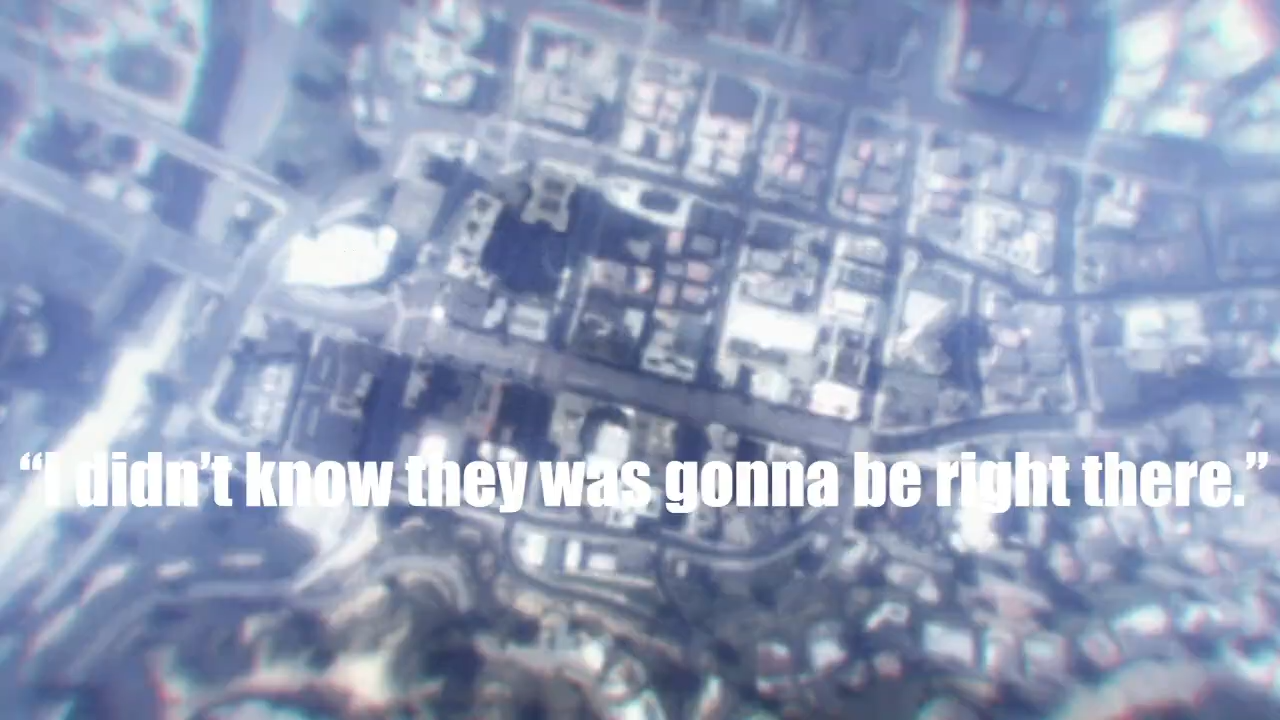 “I didn’t know they was gonna be right there.”